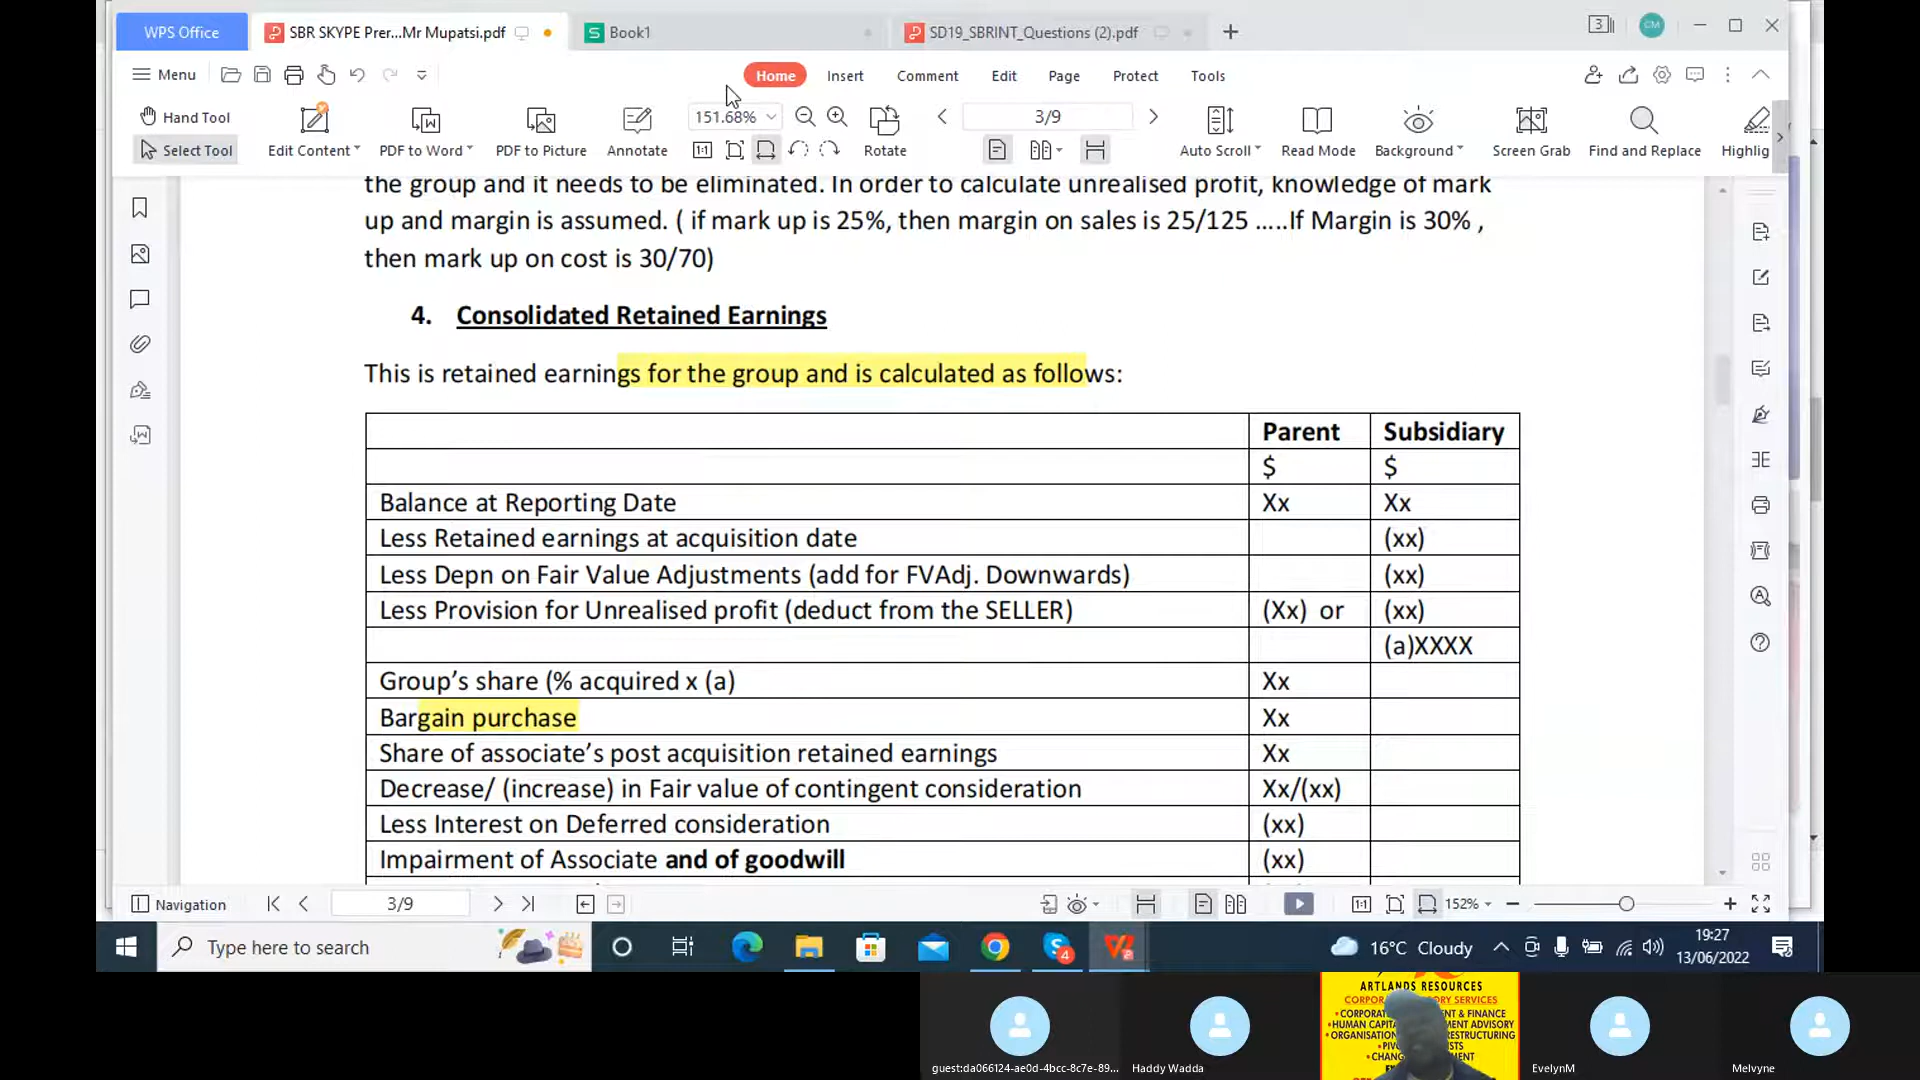 WPS Office
SBR SKYPE Prer...Mr Mupatsi.pdf
Book1
SD19_SBRINT_Questions (2).pdf
3
CM
Menu
Home
Insert
Comment
Edit
Page
Protect
Tools
Hand Tool
Select Tool
Edit Content
PDF to Word
PDF to Picture
Annotate
151.68%
Rotate
3/9
Auto Scroll
Read Mode
Background
Screen Grab
Find and Replace
Highlig
the group and it needs to be eliminated. In order to calculate unrealised profit, knowledge of mark
up and margin is assumed. ( if mark up is 25%, then margin on sales is 25/125 .....If Margin is 30% ,
then mark up on cost is 30/70)
4. Consolidated Retained Earnings
This is retained earnings for the group and is calculated as follows:
Parent Subsidiary
$ $
Balance at Reporting Date Xx Xx
Less Retained earnings at acquisition date (xx)
Less Depn on Fair Value Adjustments (add for FVAdj. Downwards) (xx)
Less Provision for Unrealised profit (deduct from the SELLER) (Xx) or (xx)
(a)XXXX
Group's share (% acquired x (a) Xx
Bargain purchase Xx
Share of associate's post acquisition retained earnings Xx
Decrease/ (increase) in Fair value of contingent consideration Xx/(xx)
Less Interest on Deferred consideration (xx)
Impairment of Associate and of goodwill (xx)
Navigation
3/9
152%
Type here to search
4
16°C Cloudy
19:27
13/06/2022
ARTLANDS RESOURCES
guest:da066124-ae0d-4bcc-8c7e-89...
Haddy Wadda
EvelynM
Melvyne